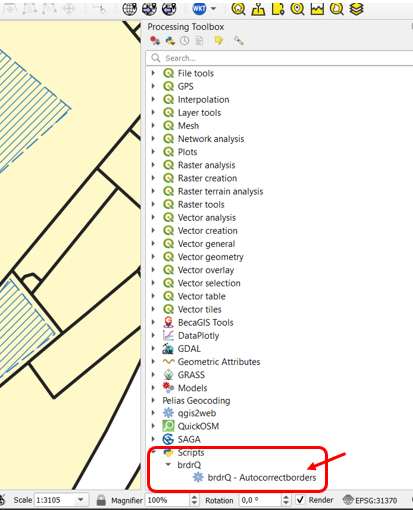 WKT
Processing Toolbox
Search...
File tools
GPS
Interpolation
Layer tools
Mesh
Network analysis
Plots
Raster analysis
Raster creation
Raster terrain analysis
Raster tools
Vector analysis
Vector creation
Vector general
Vector geometry
Vector overlay
Vector selection
Vector table
Vector tiles
BecaGIS Tools
DataPlotly
GDAL
Geometric Attributes
GRASS
Models
Pelias Geocoding
qgis2web
QuickOSM
SAGA
Scripts
brdrQ
brdrQ - Autocorrectborders
Scale 1:3105 Magnifier 100% Rotation 0,0 ° Render EPSG:31370